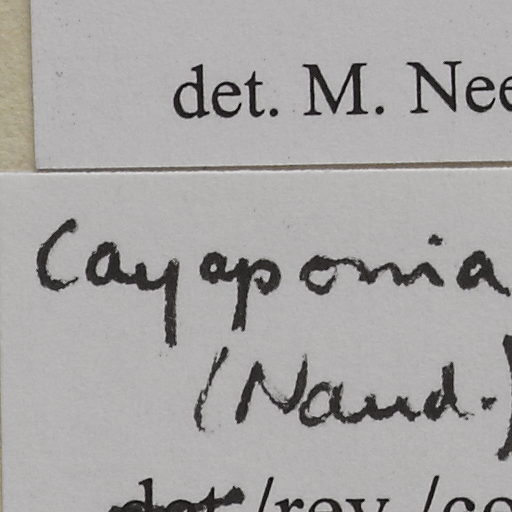 det. M. Nee
Cayaponia
(Naud.)
det./rev./co